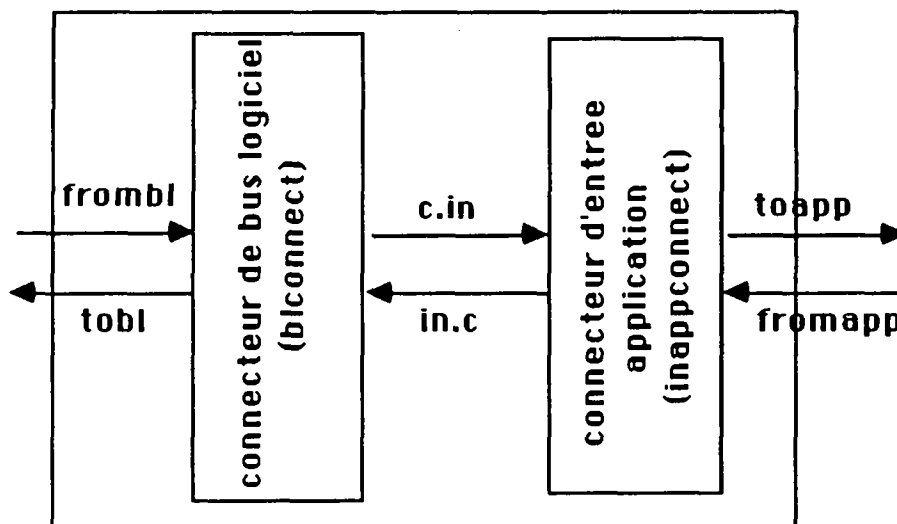 frombl
tobl
connecteur de bus logiciel
(blconnect)
c.in
in.c
connecteur d'entree
application
(inappconnect)
toapp
fromapp